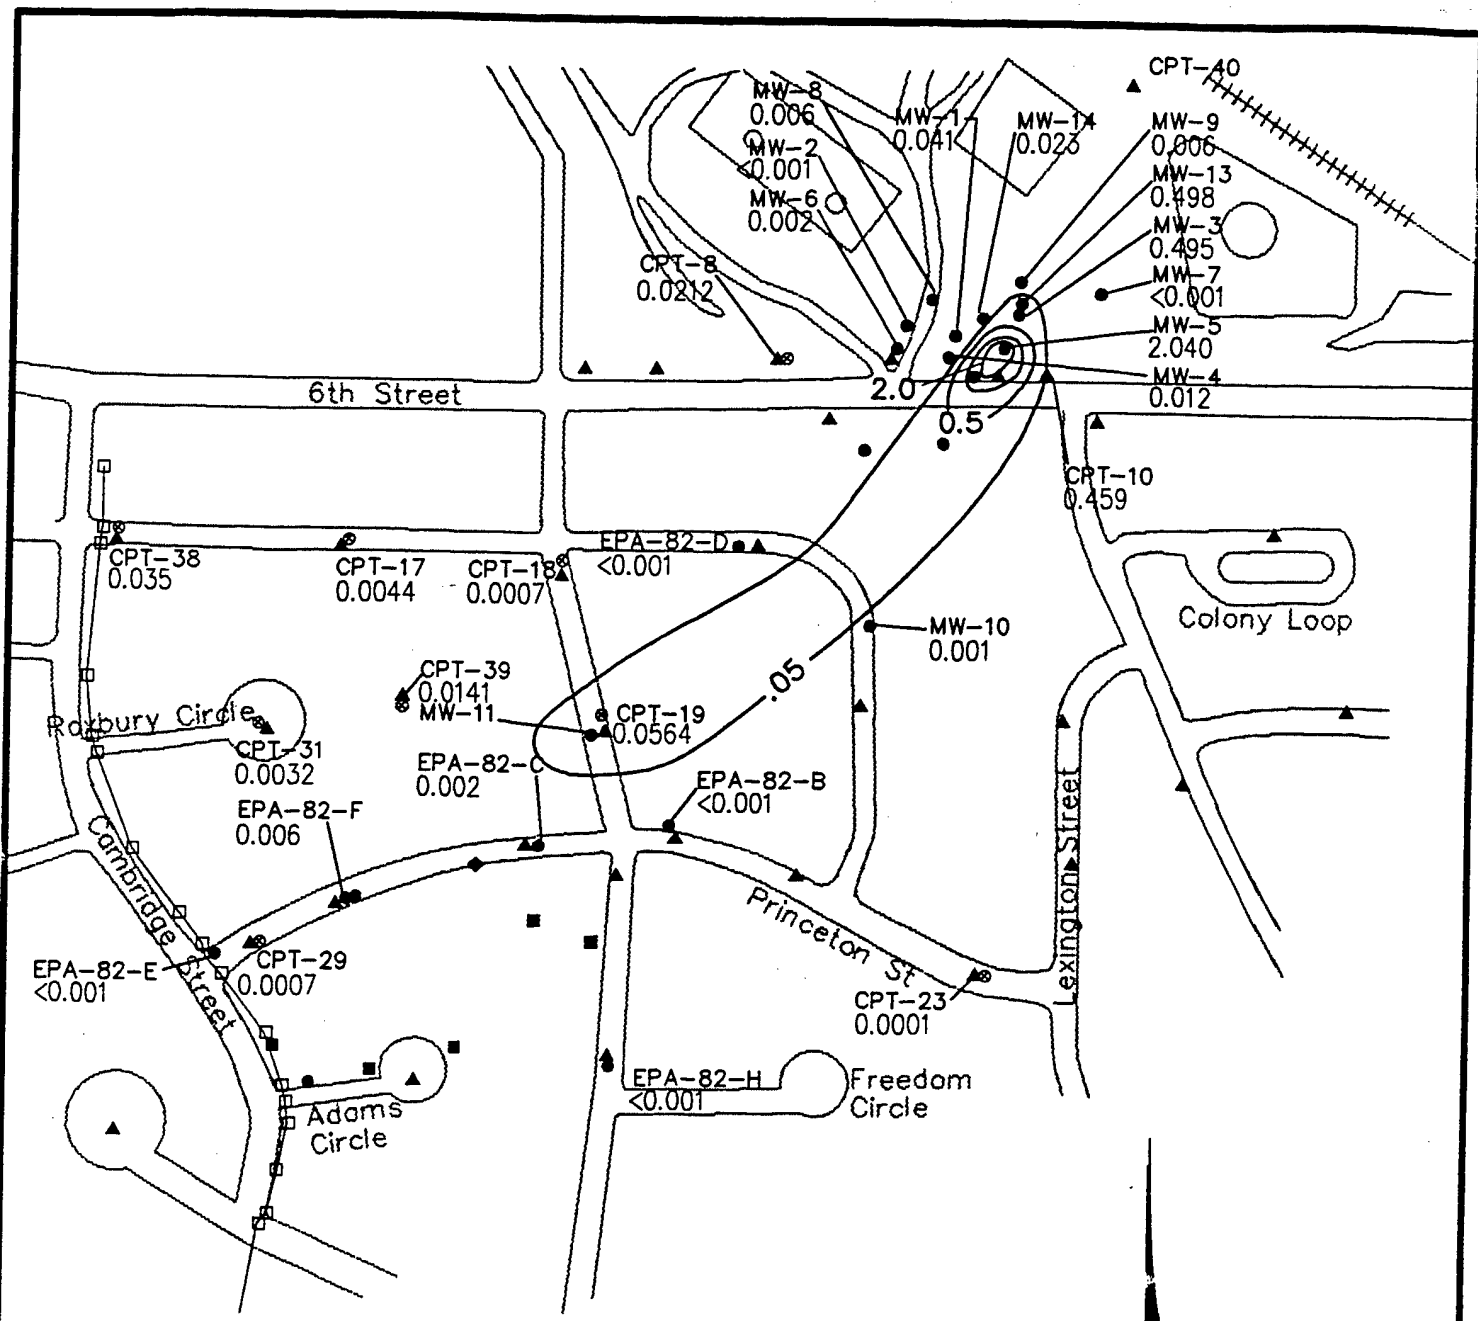 CPT-40
MW-8
0.006
MW-1
0.041
MW-14
0.023
MW-9
0.006
MW-2
<0.001
MW-13
0.498
MW-6
0.002
MW-3
0.495
CPT-8
0.0212
MW-7
<0.001
MW-5
2.040
MW-4
0.012
2.0
6th Street
0.5
CPT-10
0.459
EPA-82-D
<0.001
CPT-38
0.035
CPT-17
0.0044
CPT-18
0.0007
Colony Loop
MW-10
0.001
CPT-39
0.0141
.05
MW-11
CPT-19
0.0564
Roxbury Circle
CPT-31
0.0032
EPA-82-C
0.002
EPA-82-B
<0.001
EPA-82-F
0.006
Cambridge Street
Princeton St
Lexington Street
EPA-82-E
<0.001
CPT-29
0.0007
CPT-23
0.0001
EPA-82-H
<0.001
Freedom
Circle
Adams
Circle